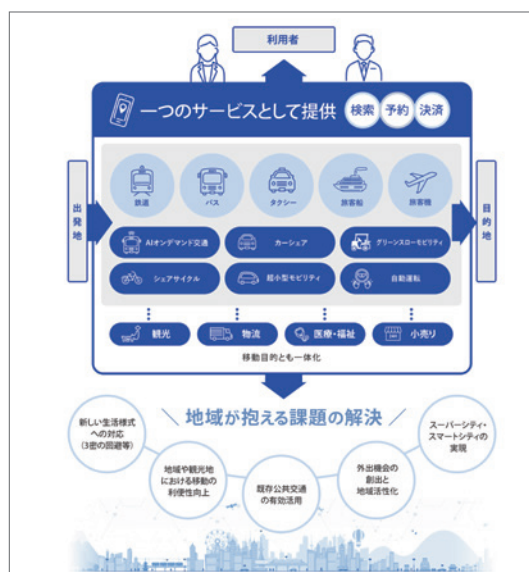 利用者
一つのサービスとして提供
検索
予約
決済
出発地
目的地
鉄道
バス
タクシー
旅客船
旅客機
AIオンデマンド交通
カーシェア
グリーンスローモビリティ
シェアサイクル
超小型モビリティ
自動運転
観光
物流
医療・福祉
小売り
移動目的とも一体化
地域が抱える課題の解決
新しい生活様式
への対応
(3密の回避等)
地域や観光地
における移動の
利便性向上
既存公共交通
の有効活用
外出機会の
創出と
地域活性化
スーパーシティ・
スマートシティの
実現